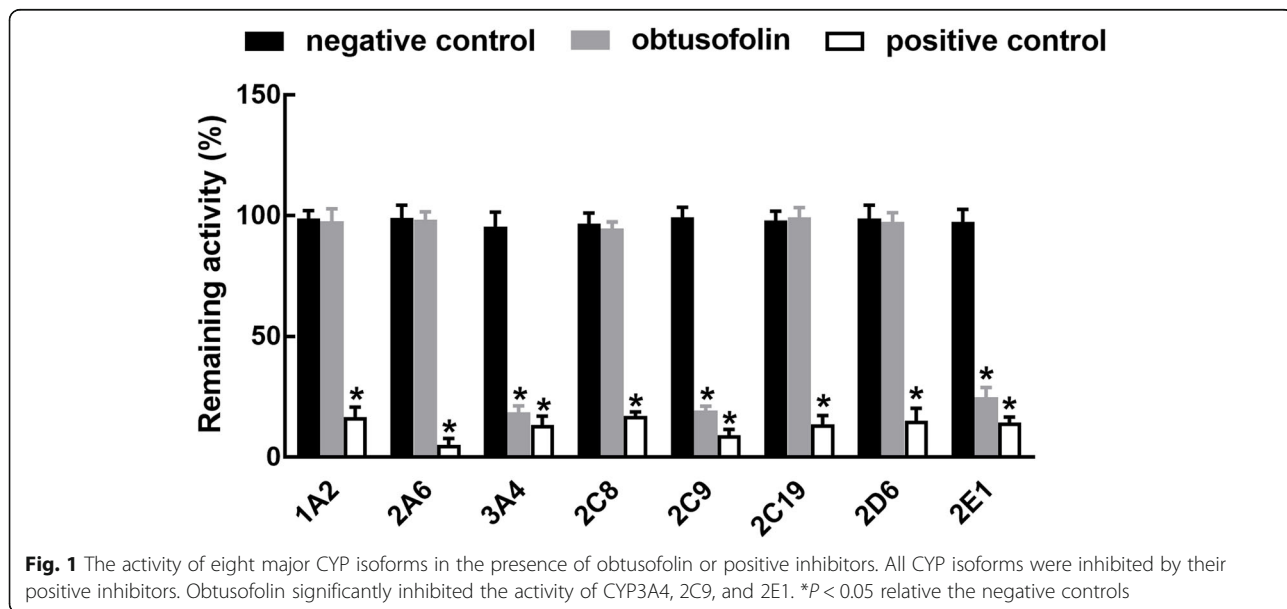 negative control obtusofolin positive control
Remaining activity (%)
150
100
50
0
* * * * * * * * * * *
1A2 2A6 3A4 2C8 2C9 2C19 2D6 2E1
Fig. 1 The activity of eight major CYP isoforms in the presence of obtusofolin or positive inhibitors. All CYP isoforms were inhibited by their
positive inhibitors. Obtusofolin significantly inhibited the activity of CYP3A4, 2C9, and 2E1. *P < 0.05 relative the negative controls